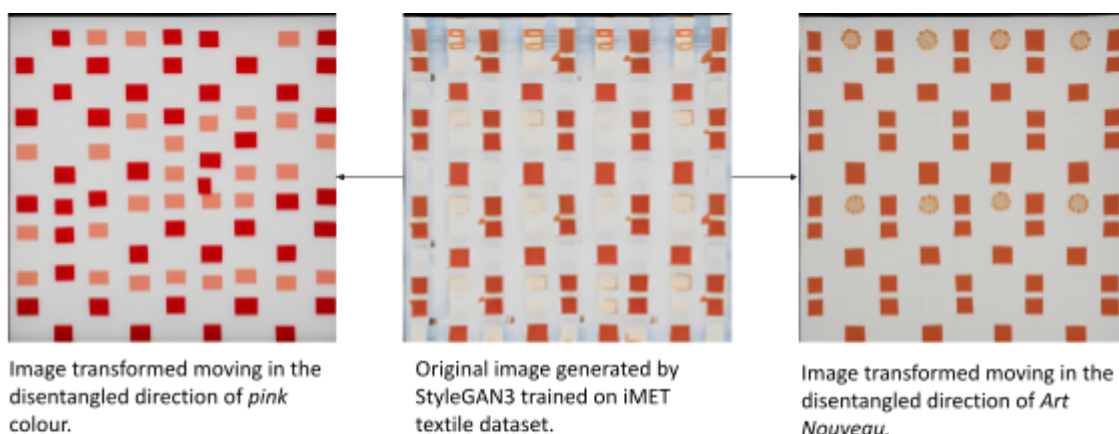 Image transformed moving in the
disentangled direction of pink
colour.
Original image generated by
StyleGAN3 trained on iMET
textile dataset.
Image transformed moving in the
disentangled direction of Art
Nouveau.